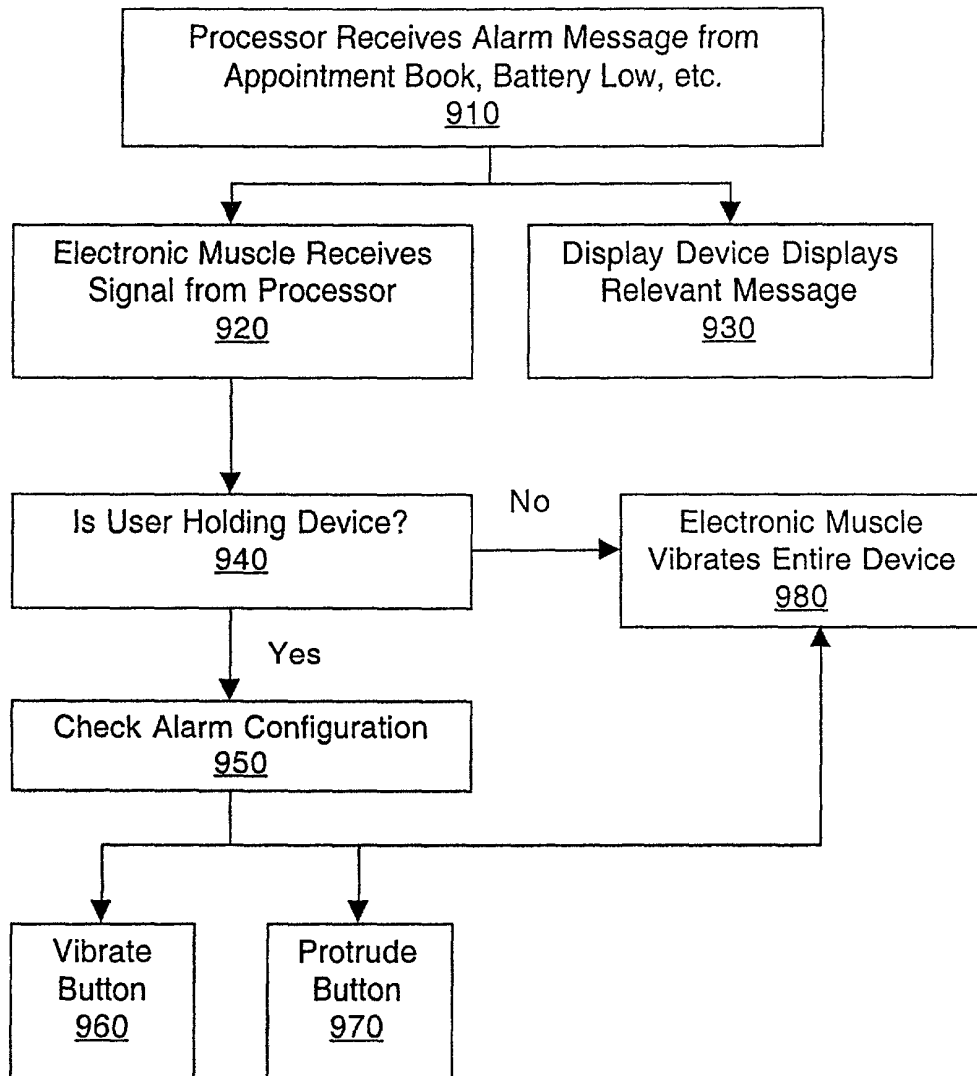 Processor Receives Alarm Message from
Appointment Book, Battery Low, etc.
910
Electronic Muscle Receives
Signal from Processor
920
Display Device Displays
Relevant Message
930
Is User Holding Device?
940
No
Electronic Muscle
Vibrates Entire Device
980
Yes
Check Alarm Configuration
950
Vibrate
Button
960
Protrude
Button
970